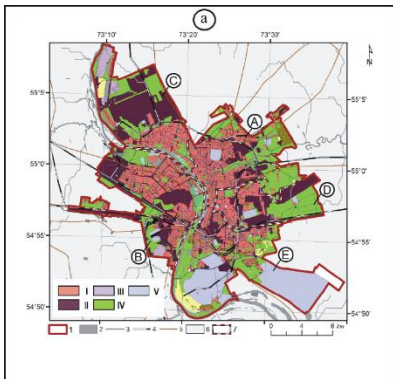 a
73°10' 73°20' 73°30'
N
C
55°5' 55°5'
A
55°0' 55°0'
D
54°55' 54°55'
B
E
I III V
II IV
54°50' 54°50'
1 2 3 4 5 6 7
0 4 8 km